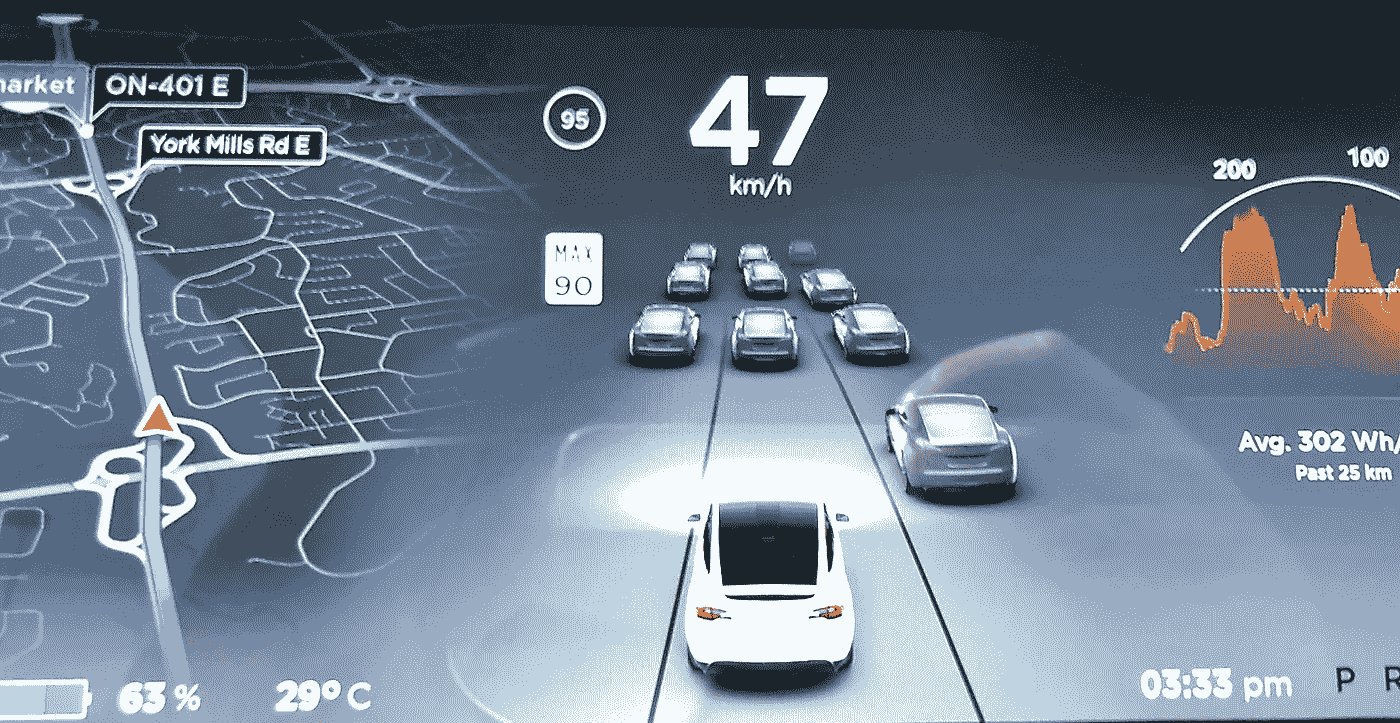 market
ON-401 E
York Mills Rd E
95
47
km/h
MAX
90
200
100
Avg. 302 Wh/
Past 25 km
63 %
29° C
03:33 pm
P R